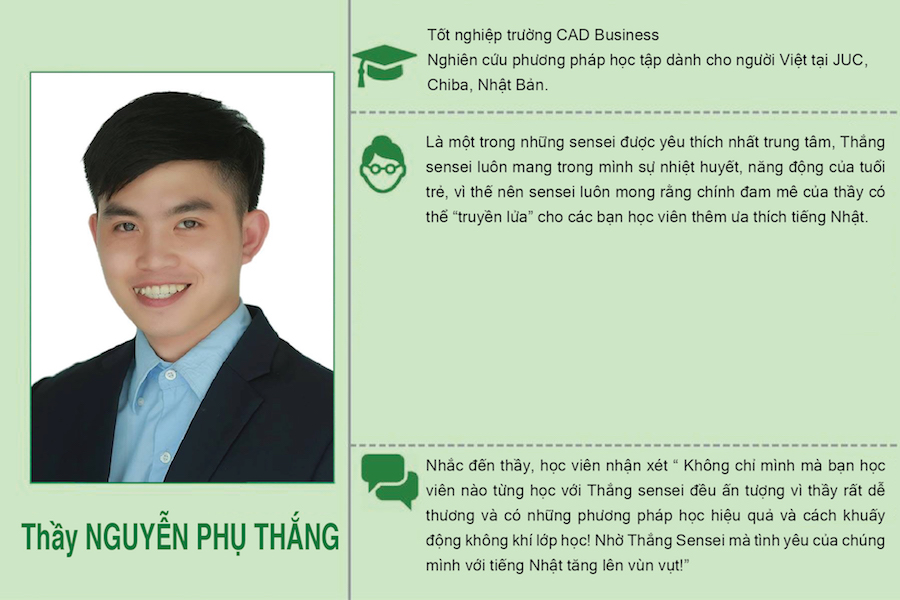 Tốt nghiệp trường CAD Business
Nghiên cứu phương pháp học tập dành cho người Việt tại JUC,
Chiba, Nhật Bản.
Là một trong những sensei được yêu thích nhất trung tâm, Thắng
sensei luôn mang trong mình sự nhiệt huyết, năng động của tuổi
trẻ, vì thế nên sensei luôn mong rằng chính đam mê của thầy có
thể “truyền lửa” cho các bạn học viên thêm ưa thích tiếng Nhật.
Nhắc đến thầy, học viên nhận xét “ Không chỉ mình mà bạn học
viên nào từng học với Thắng sensei đều ấn tượng vì thầy rất dễ
thương và có những phương pháp học hiệu quả và cách khuấy
động không khí lớp học! Nhờ Thắng Sensei mà tình yêu của chúng
mình với tiếng Nhật tăng lên vùn vụt!”
Thầy NGUYỄN PHỤ THẮNG